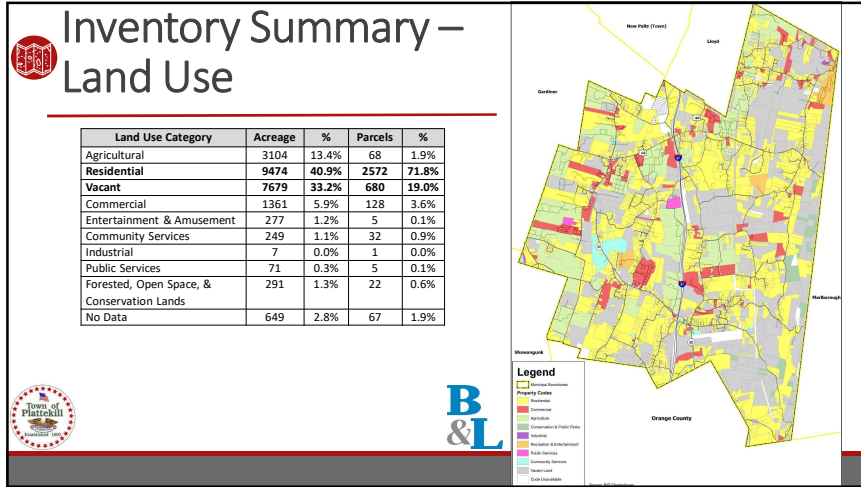 Inventory Summary –
Land Use
Land Use Category Acreage % Parcels %
Agricultural 3104 13.4% 68 1.9%
Residential 9474 40.9% 2572 71.8%
Vacant 7679 33.2% 680 19.0%
Commercial 1361 5.9% 128 3.6%
Entertainment & Amusement 277 1.2% 5 0.1%
Community Services 249 1.1% 32 0.9%
Industrial 7 0.0% 1 0.0%
Public Services 71 0.3% 5 0.1%
Forested, Open Space, & 291 1.3% 22 0.6%
Conservation Lands
No Data 649 2.8% 67 1.9%
Town of
Plattekill
Established 1800
B
&L
New Paltz (Town)
Lloyd
Gardiner
Marlborough
Shawangunk
Orange County
44
87
32
Legend
Municipal Boundaries
Property Codes
Residential
Commercial
Agriculture
Conservation & Public Parks
Industrial
Recreation & Entertainment
Public Services
Community Services
Vacant Land
Code Unavailable